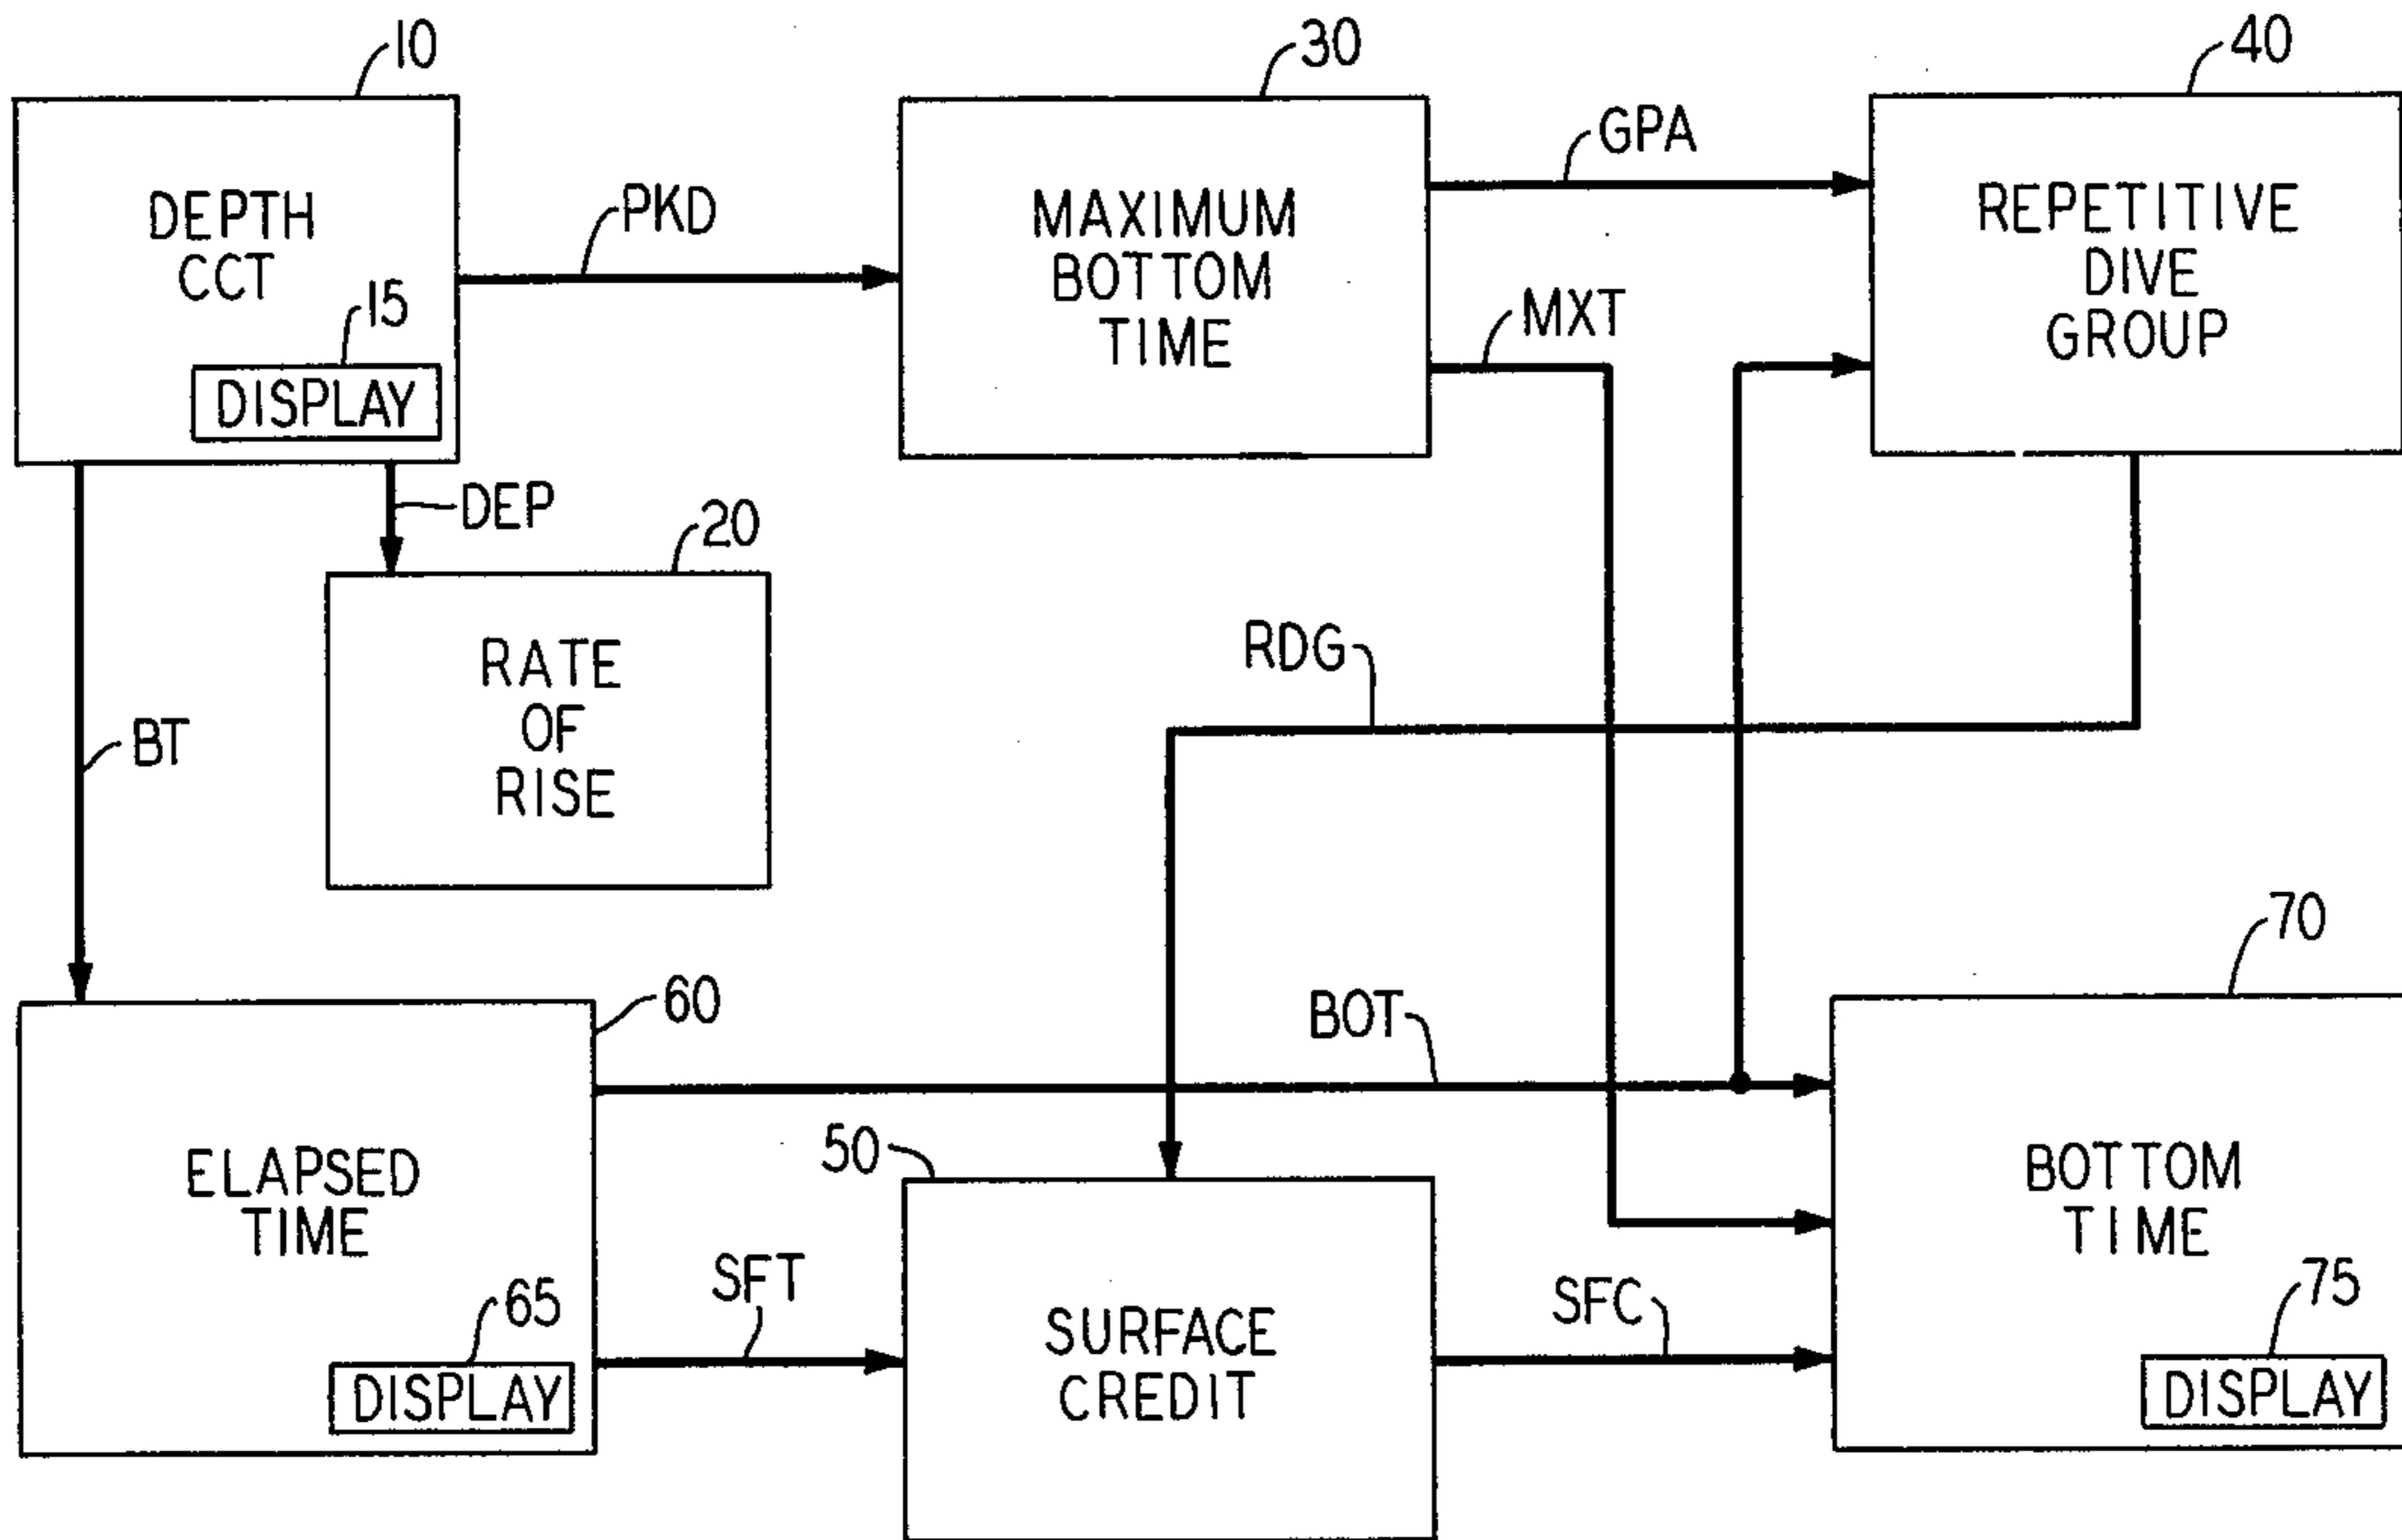 10
30
40
DEPTH
CCT
15
DISPLAY
PKD
MAXIMUM
BOTTOM
TIME
GPA
MXT
REPETITIVE
DIVE
GROUP
DEP
20
RATE
OF
RISE
BT
RDG
60
ELAPSED
TIME
65
DISPLAY
BOT
SFT
50
SURFACE
CREDIT
SFC
70
BOTTOM
TIME
75
DISPLAY